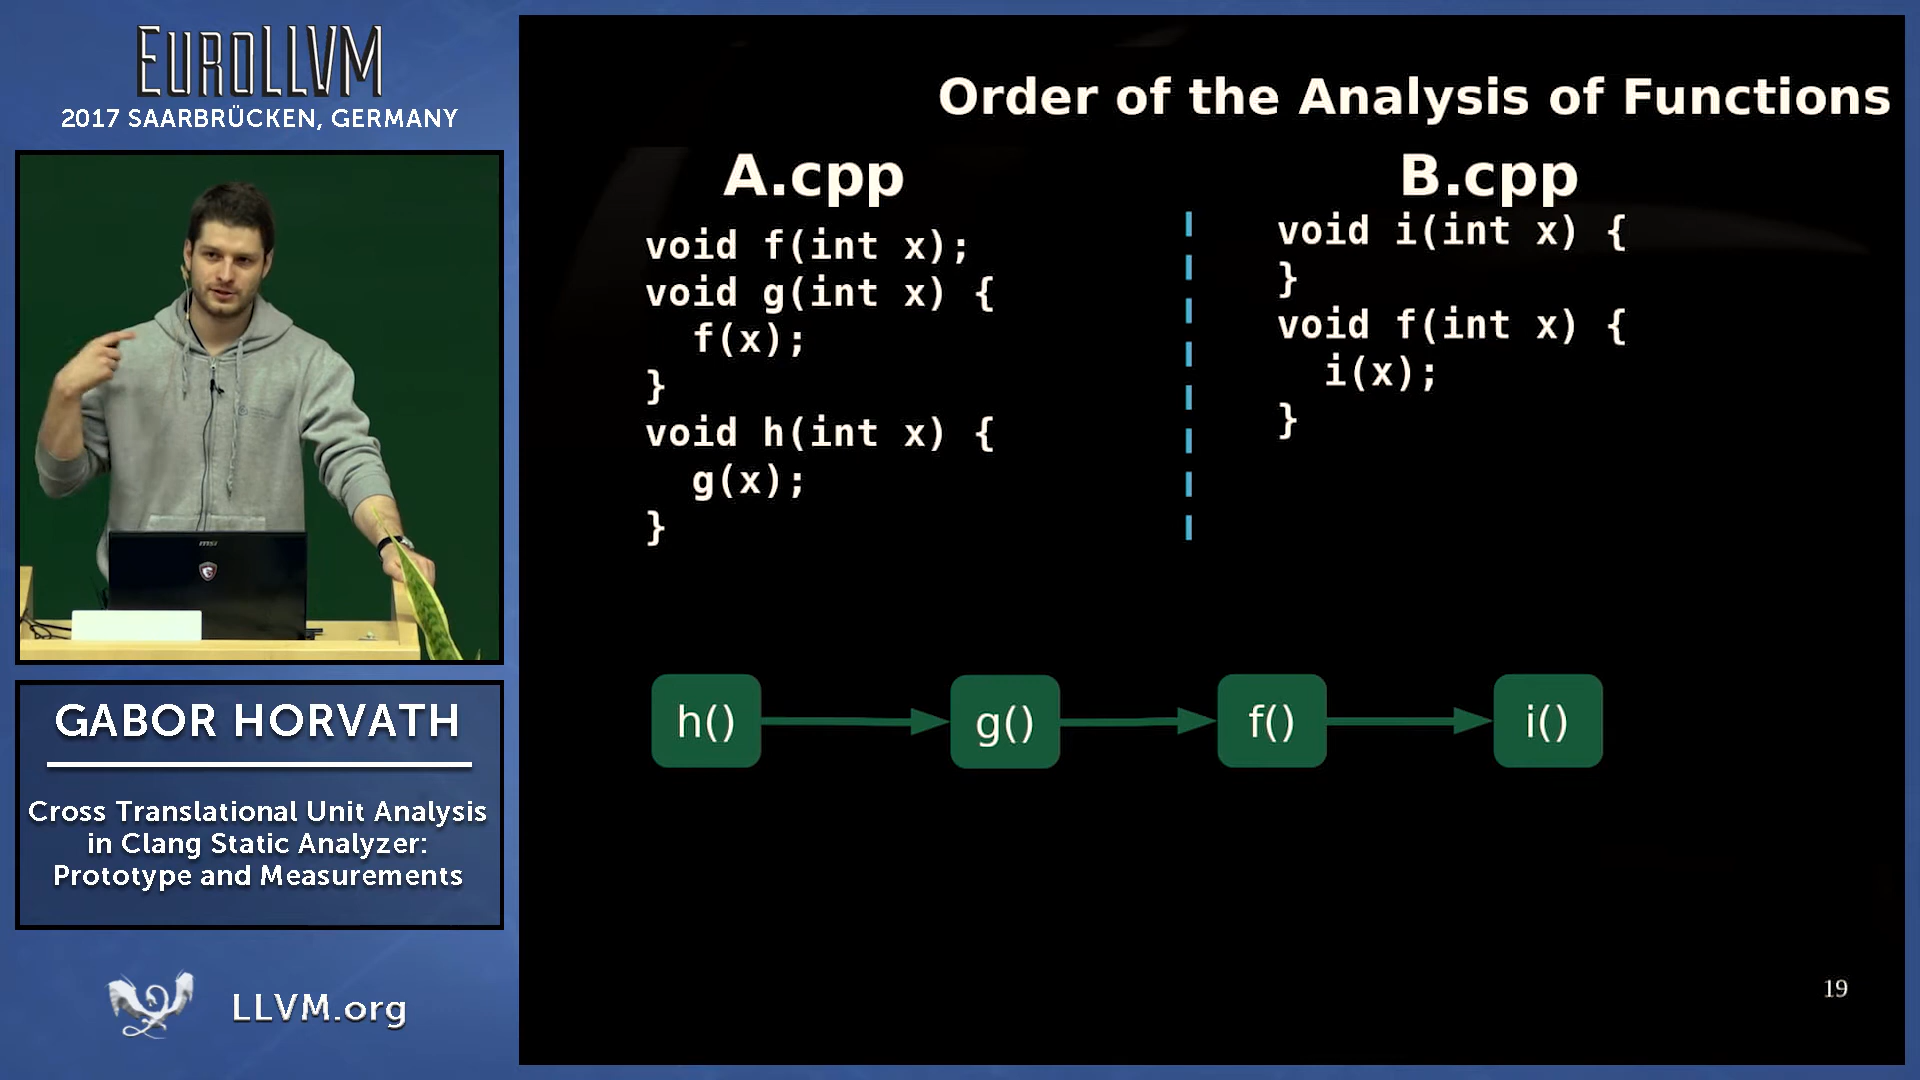 EUROLLVM
2017 SAARBRÜCKEN, GERMANY
msi
GABOR HORVATH
Cross Translational Unit Analysis
in Clang Static Analyzer:
Prototype and Measurements
LLVM.org
Order of the Analysis of Functions
A.cpp
void f(int x);
void g(int x) {
  f(x);
}
void h(int x) {
  g(x);
}
B.cpp
void i(int x) {
}
void f(int x) {
  i(x);
}
h()
g()
f()
i()
19